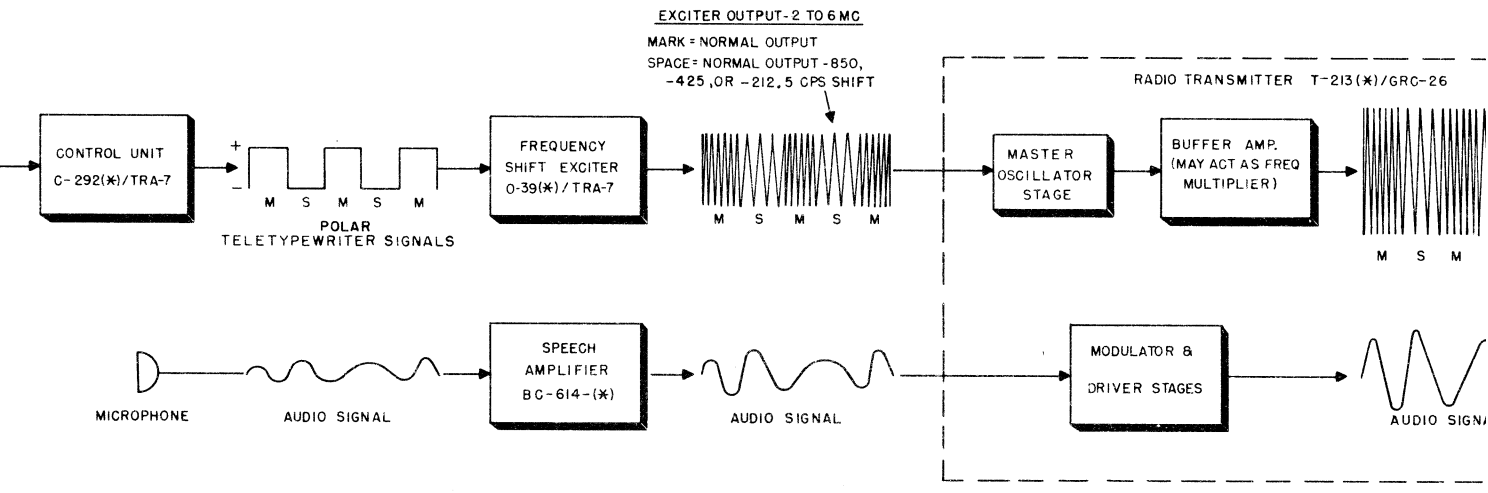 EXCITER OUTPUT-2 TO 6 MC
MARK = NORMAL OUTPUT
SPACE = NORMAL OUTPUT -850,
-425, OR -212.5 CPS SHIFT
RADIO TRANSMITTER T-213(*)/GRC-26
CONTROL UNIT
C-292(*)/TRA-7
+
-
M S M S M
POLAR
TELETYPEWRITER SIGNALS
FREQUENCY
SHIFT EXCITER
O-39(*)/TRA-7
M S M S M
MASTER
OSCILLATOR
STAGE
BUFFER AMP.
(MAY ACT AS FREQ
MULTIPLIER)
M S M
MICROPHONE
AUDIO SIGNAL
SPEECH
AMPLIFIER
BC-614-(*)
AUDIO SIGNAL
MODULATOR &
DRIVER STAGES
AUDIO SIGNA